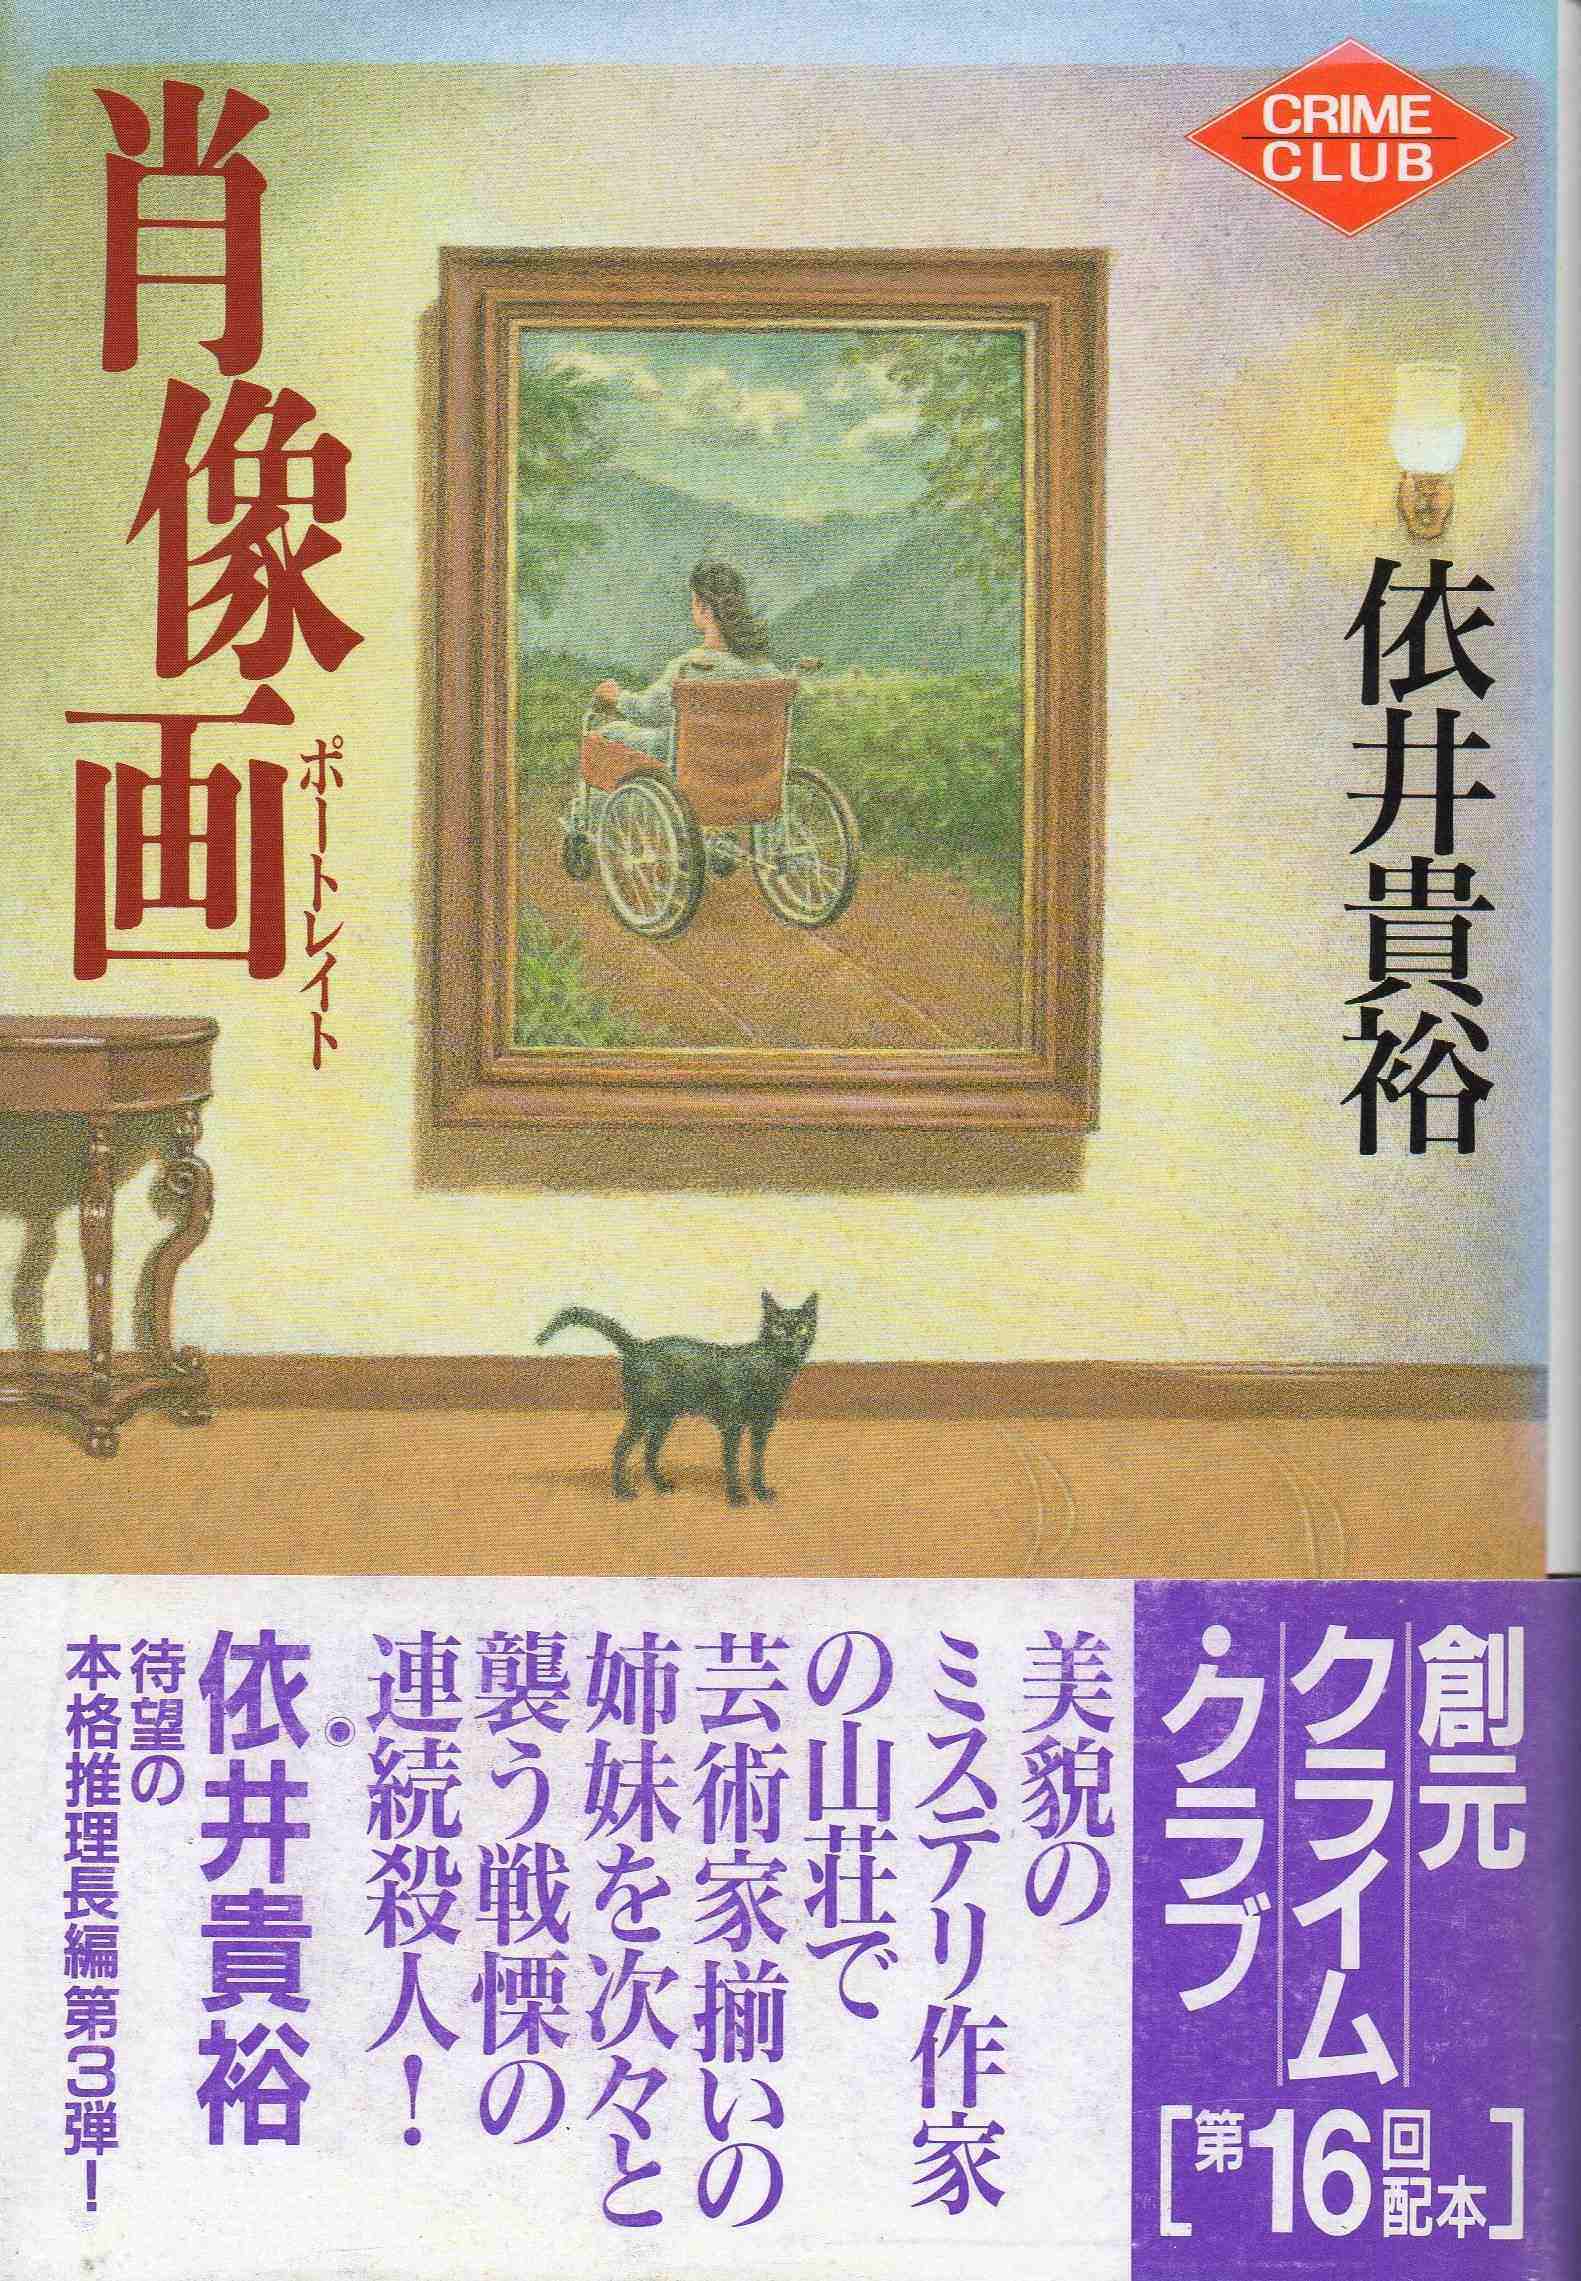 CRIME
CLUB
肖像画
ポートレイト
依井貴裕
創元
クライム
・クラブ
[第16回配本]
美貌の
ミステリ作家
の山荘で
芸術家揃いの
姉妹を次々と
襲う戦慄の
連続殺人!
◉
依井貴裕
待望の
本格推理長編第3弾!